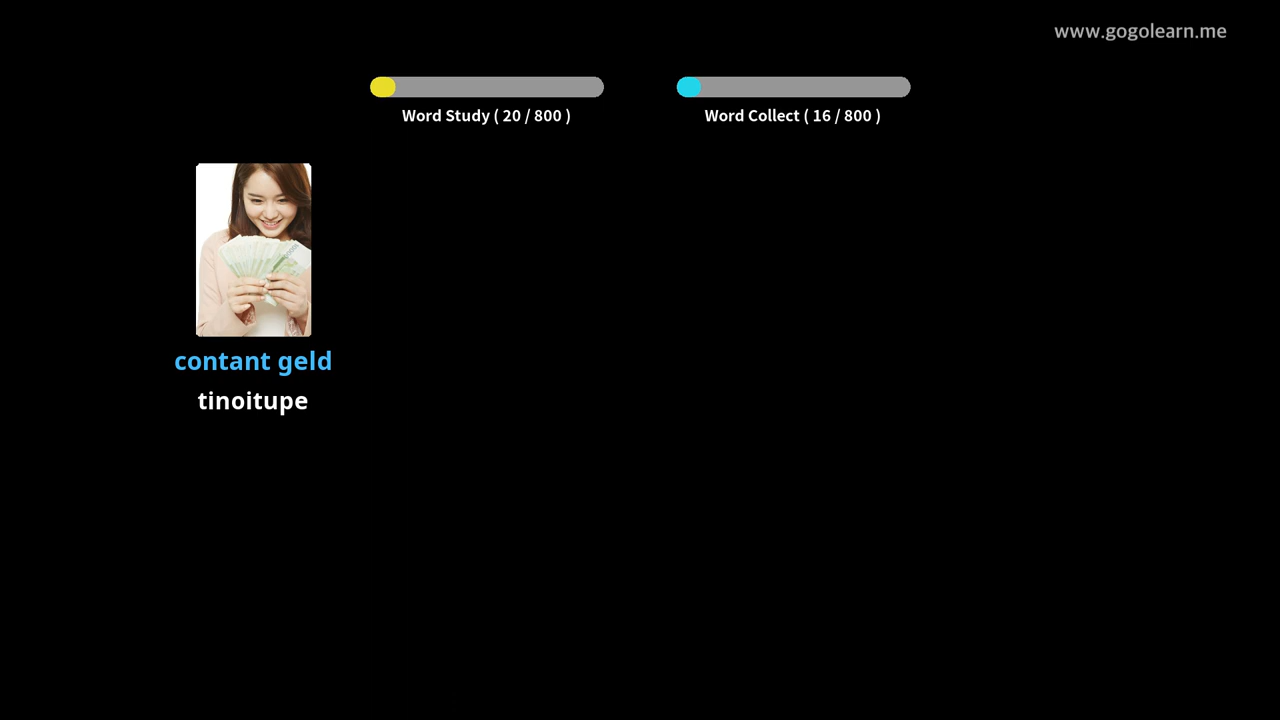 www.gogolearn.me
Word Study ( 20 / 800 )
Word Collect ( 16 / 800 )
contant geld
tinoitupe